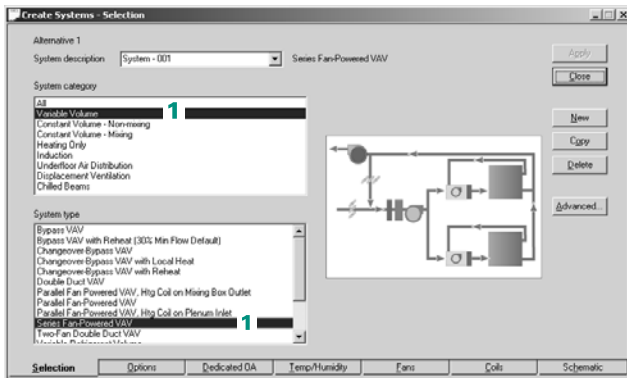 Create Systems - Selection
Alternative 1
System description System - 001 Series Fan-Powered VAV
Apply
Close
System category
All
Variable Volume 1
Constant Volume - Non-mixing
Constant Volume - Mixing
Heating Only
Induction
Underfloor Air Distribution
Displacement Ventilation
Chilled Beams
New
Copy
Delete
Advanced...
System type
Bypass VAV
Bypass VAV with Reheat (30% Min Flow Default)
Changeover-Bypass VAV
Changeover-Bypass VAV with Local Heat
Changeover-Bypass VAV with Reheat
Double Duct VAV
Parallel Fan Powered VAV, Htg Coil on Mixing Box Outlet
Parallel Fan-Powered VAV
Parallel Fan-Powered VAV, Htg Coil on Plenum Inlet
Series Fan-Powered VAV 1
Two-Fan Double Duct VAV
Selection Options Dedicated OA Temp/Humidity Fans Coils Schematic